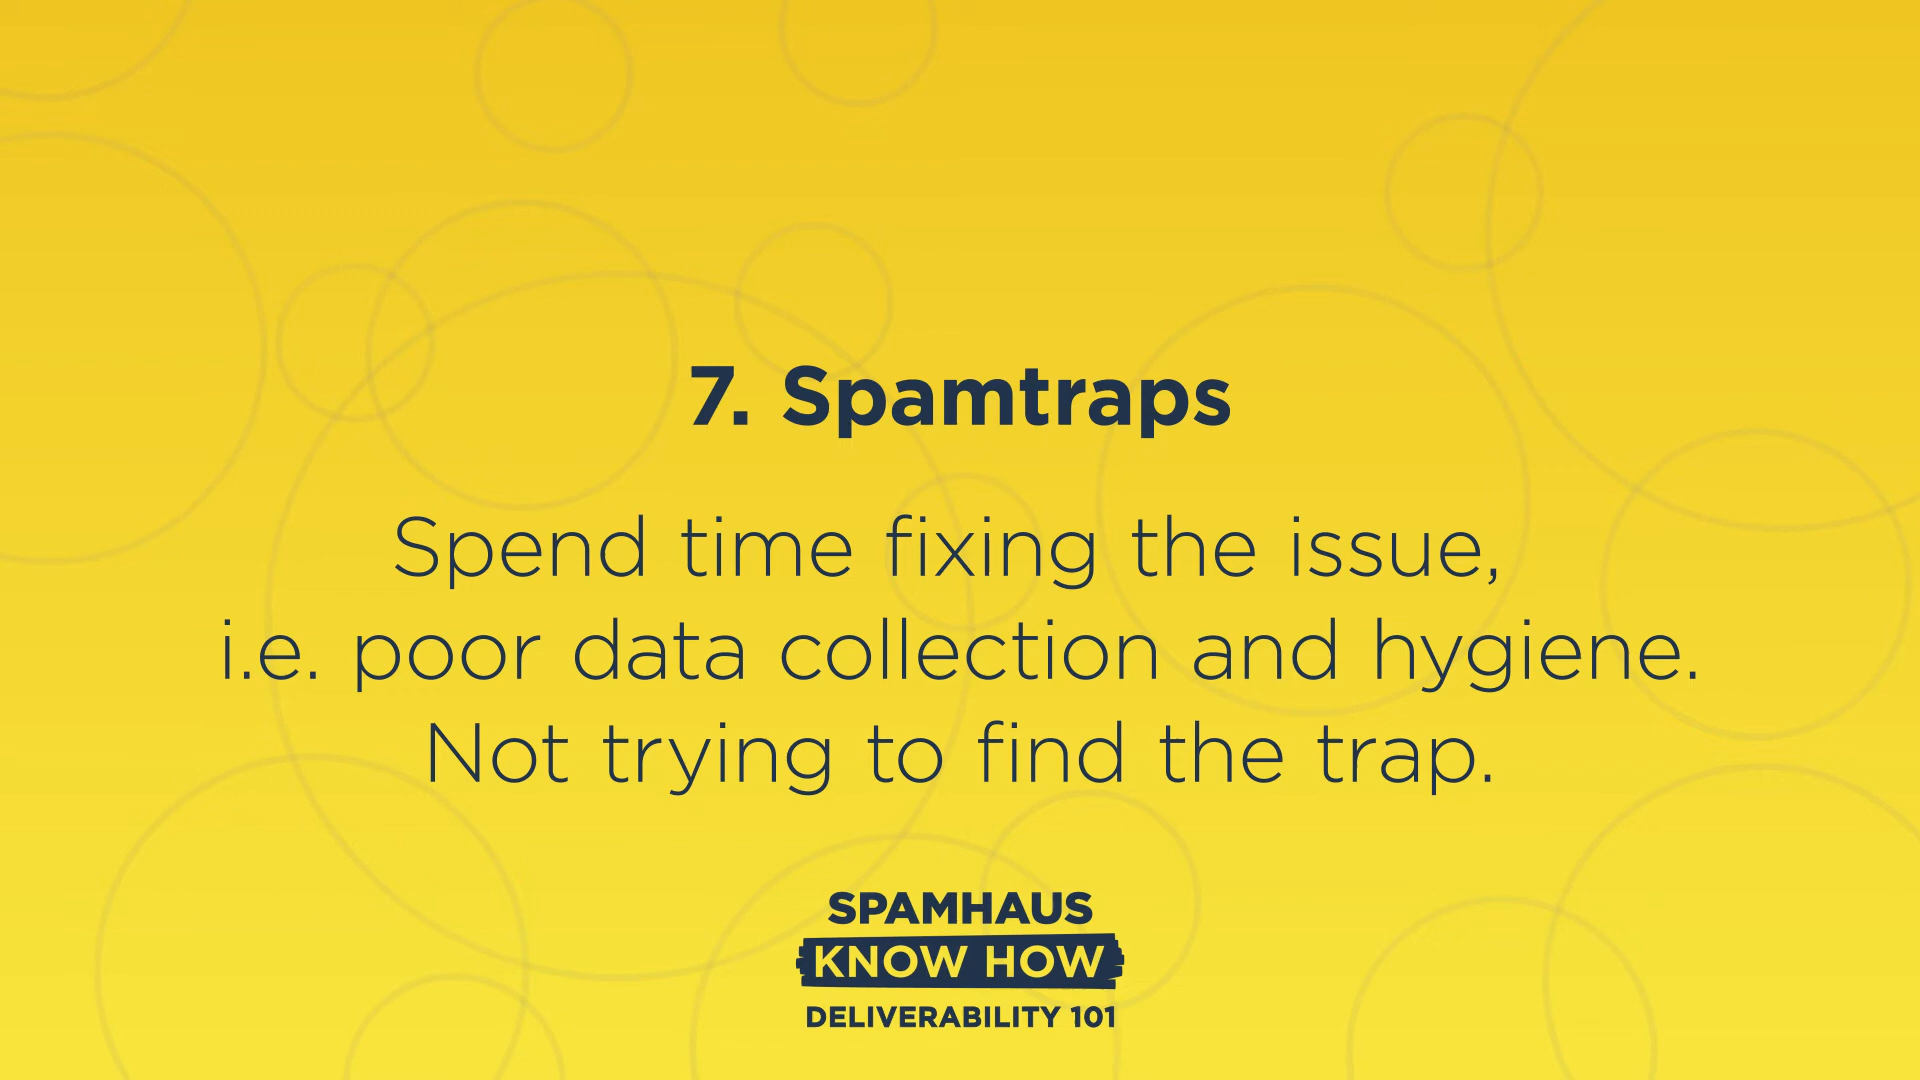 7. Spamtraps
Spend time fixing the issue,
i.e. poor data collection and hygiene.
Not trying to find the trap.
SPAMHAUS
KNOW HOW
DELIVERABILITY 101